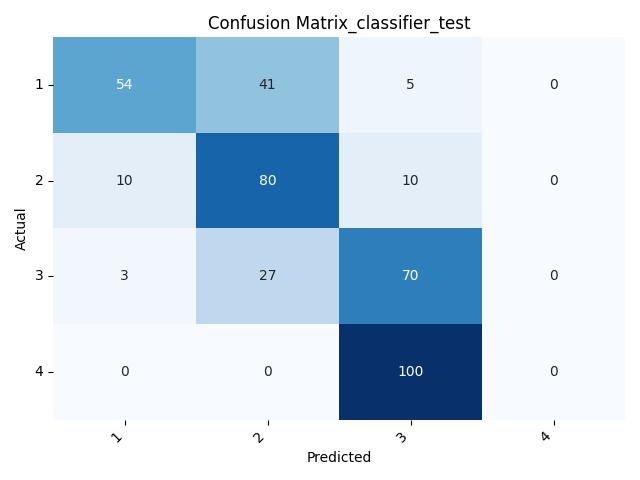 Confusion Matrix_classifier_test
1 54 41 5 0
2 10 80 10 0
Actual
3 3 27 70 0
4 0 0 100 0
1 2 3 4
Predicted